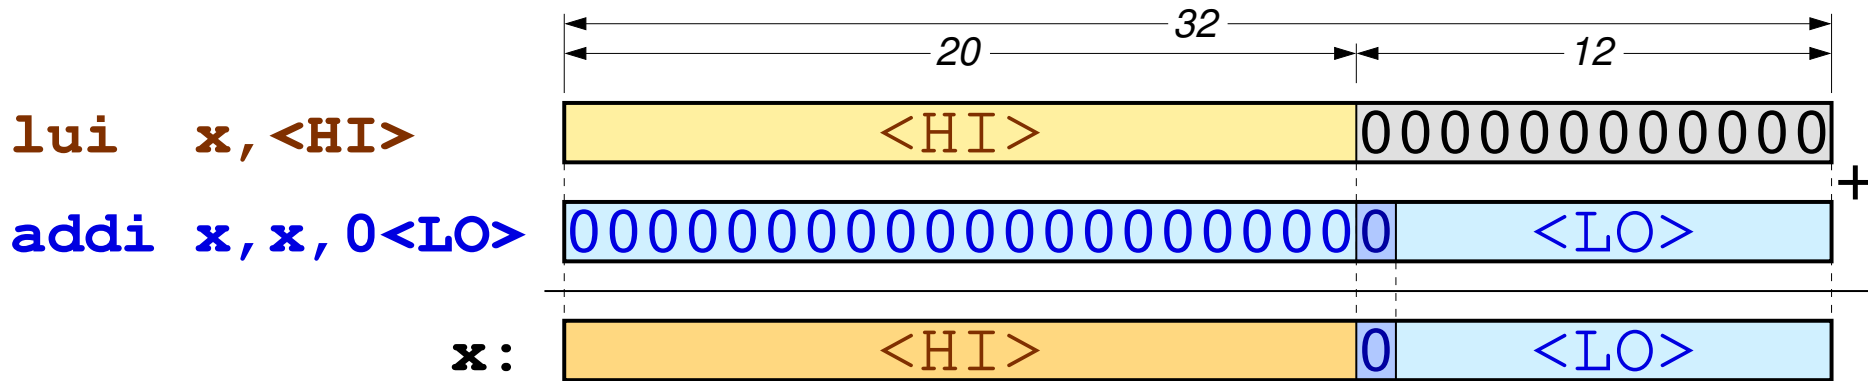 32
20 12
lui x,<HI> <HI> 000000000000
+
addi x,x,0<LO> 00000000000000000000 0 <LO>
x: <HI> 0 <LO>